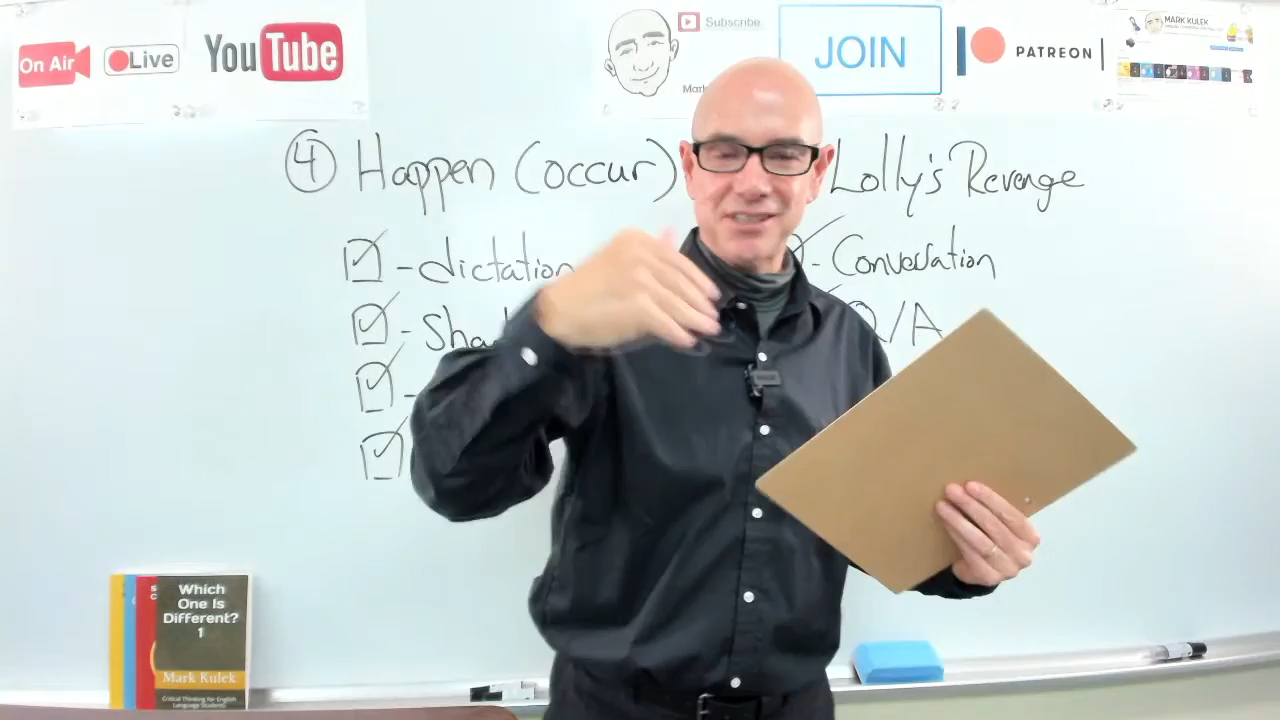 On Air
Live
YouTube
Subscribe
JOIN
PATREON
MARK KULEK
④ Happen (occur)
Lolly's Revenge
- dictation
- Conversation
Q/A
Which
One Is
Different?
1
Mark Kulek
Critical Thinking for English
Language Students